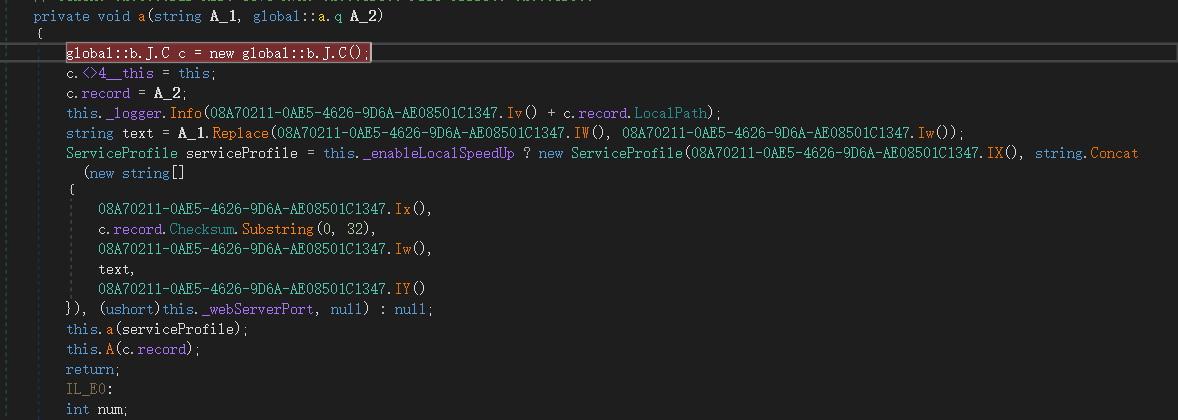 private void a(string A_1, global::a.q A_2)
{
global::b.J.C c = new global::b.J.C();
c.<>4__this = this;
c.record = A_2;
this._logger.Info(08A70211-0AE5-4626-9D6A-AE08501C1347.Iv() + c.record.LocalPath);
string text = A_1.Replace(08A70211-0AE5-4626-9D6A-AE08501C1347.IW(), 08A70211-0AE5-4626-9D6A-AE08501C1347.Iw());
ServiceProfile serviceProfile = this._enableLocalSpeedUp ? new ServiceProfile(08A70211-0AE5-4626-9D6A-AE08501C1347.IX(), string.Concat
(new string[]
{
08A70211-0AE5-4626-9D6A-AE08501C1347.Ix(),
c.record.Checksum.Substring(0, 32),
08A70211-0AE5-4626-9D6A-AE08501C1347.Iw(),
text,
08A70211-0AE5-4626-9D6A-AE08501C1347.IY()
}), (ushort)this._webServerPort, null) : null;
this.a(serviceProfile);
this.A(c.record);
return;
IL_E0:
int num;